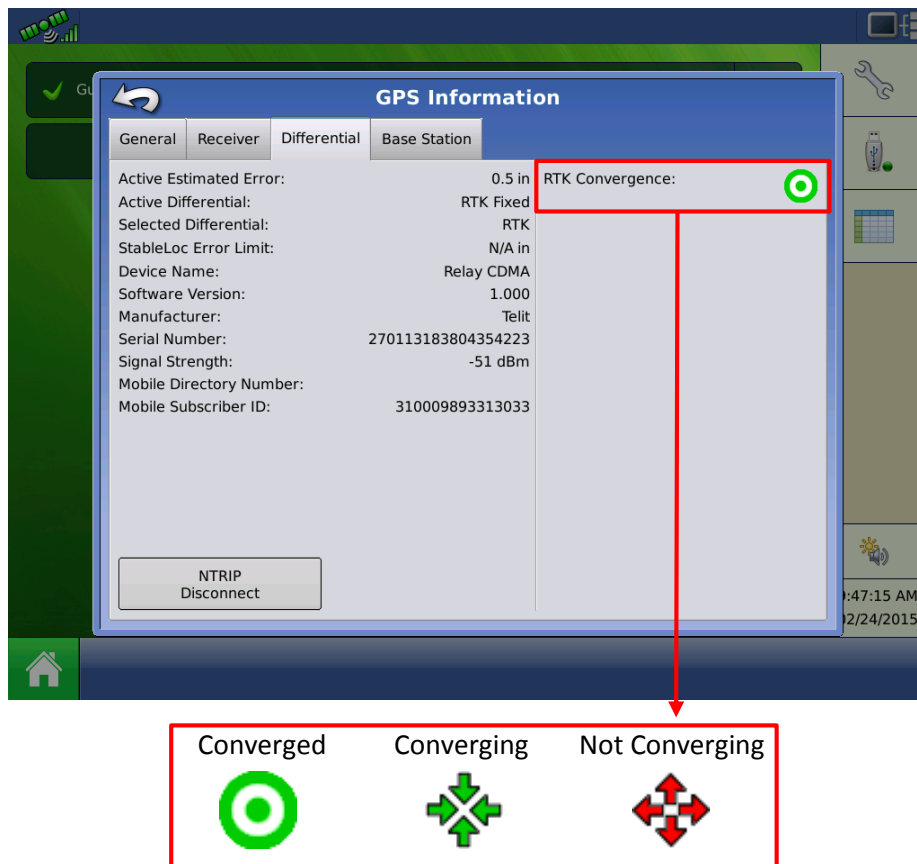 Gu
GPS Information
General Receiver Differential Base Station
Active Estimated Error: 0.5 in
Active Differential: RTK Fixed
Selected Differential: RTK
StableLoc Error Limit: N/A in
Device Name: Relay CDMA
Software Version: 1.000
Manufacturer: Telit
Serial Number: 270113183804354223
Signal Strength: -51 dBm
Mobile Directory Number:
Mobile Subscriber ID: 310009893313033
RTK Convergence:
NTRIP
Disconnect
:47:15 AM
02/24/2015
Converged Converging Not Converging